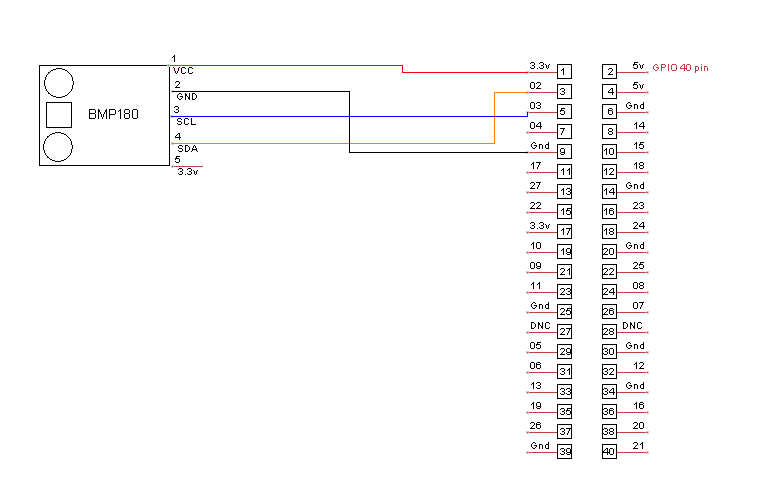 BMP180
1
VCC
2
GND
3
SCL
4
SDA
5
3.3v
GPIO 40 pin
3.3v 1 2 5v
02 3 4 5v
03 5 6 Gnd
04 7 8 14
Gnd 9 10 15
17 11 12 18
27 13 14 Gnd
22 15 16 23
3.3v 17 18 24
10 19 20 Gnd
09 21 22 25
11 23 24 08
Gnd 25 26 07
DNC 27 28 DNC
05 29 30 Gnd
06 31 32 12
13 33 34 Gnd
19 35 36 16
26 37 38 20
Gnd 39 40 21